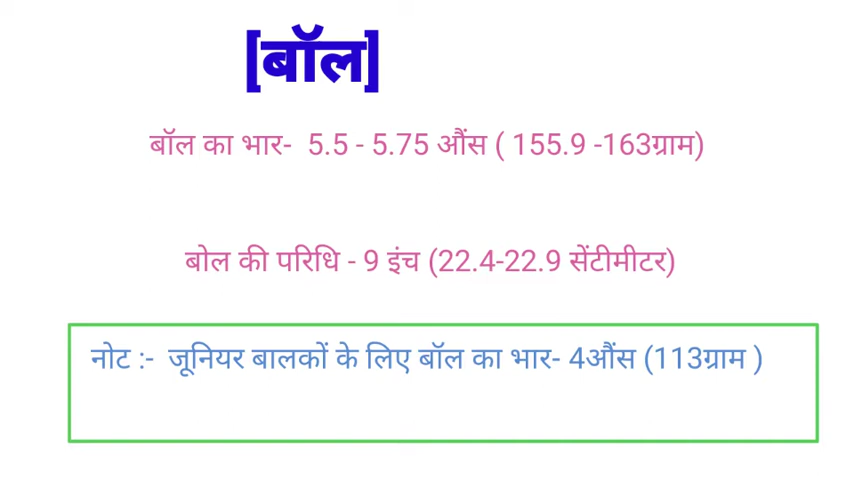 [बॉल]
बॉल का भार- 5.5 - 5.75 औंस ( 155.9 -163ग्राम)
बोल की परिधि - 9 इंच (22.4-22.9 सेंटीमीटर)
नोट :- जूनियर बालकों के लिए बॉल का भार- 4औंस (113ग्राम )